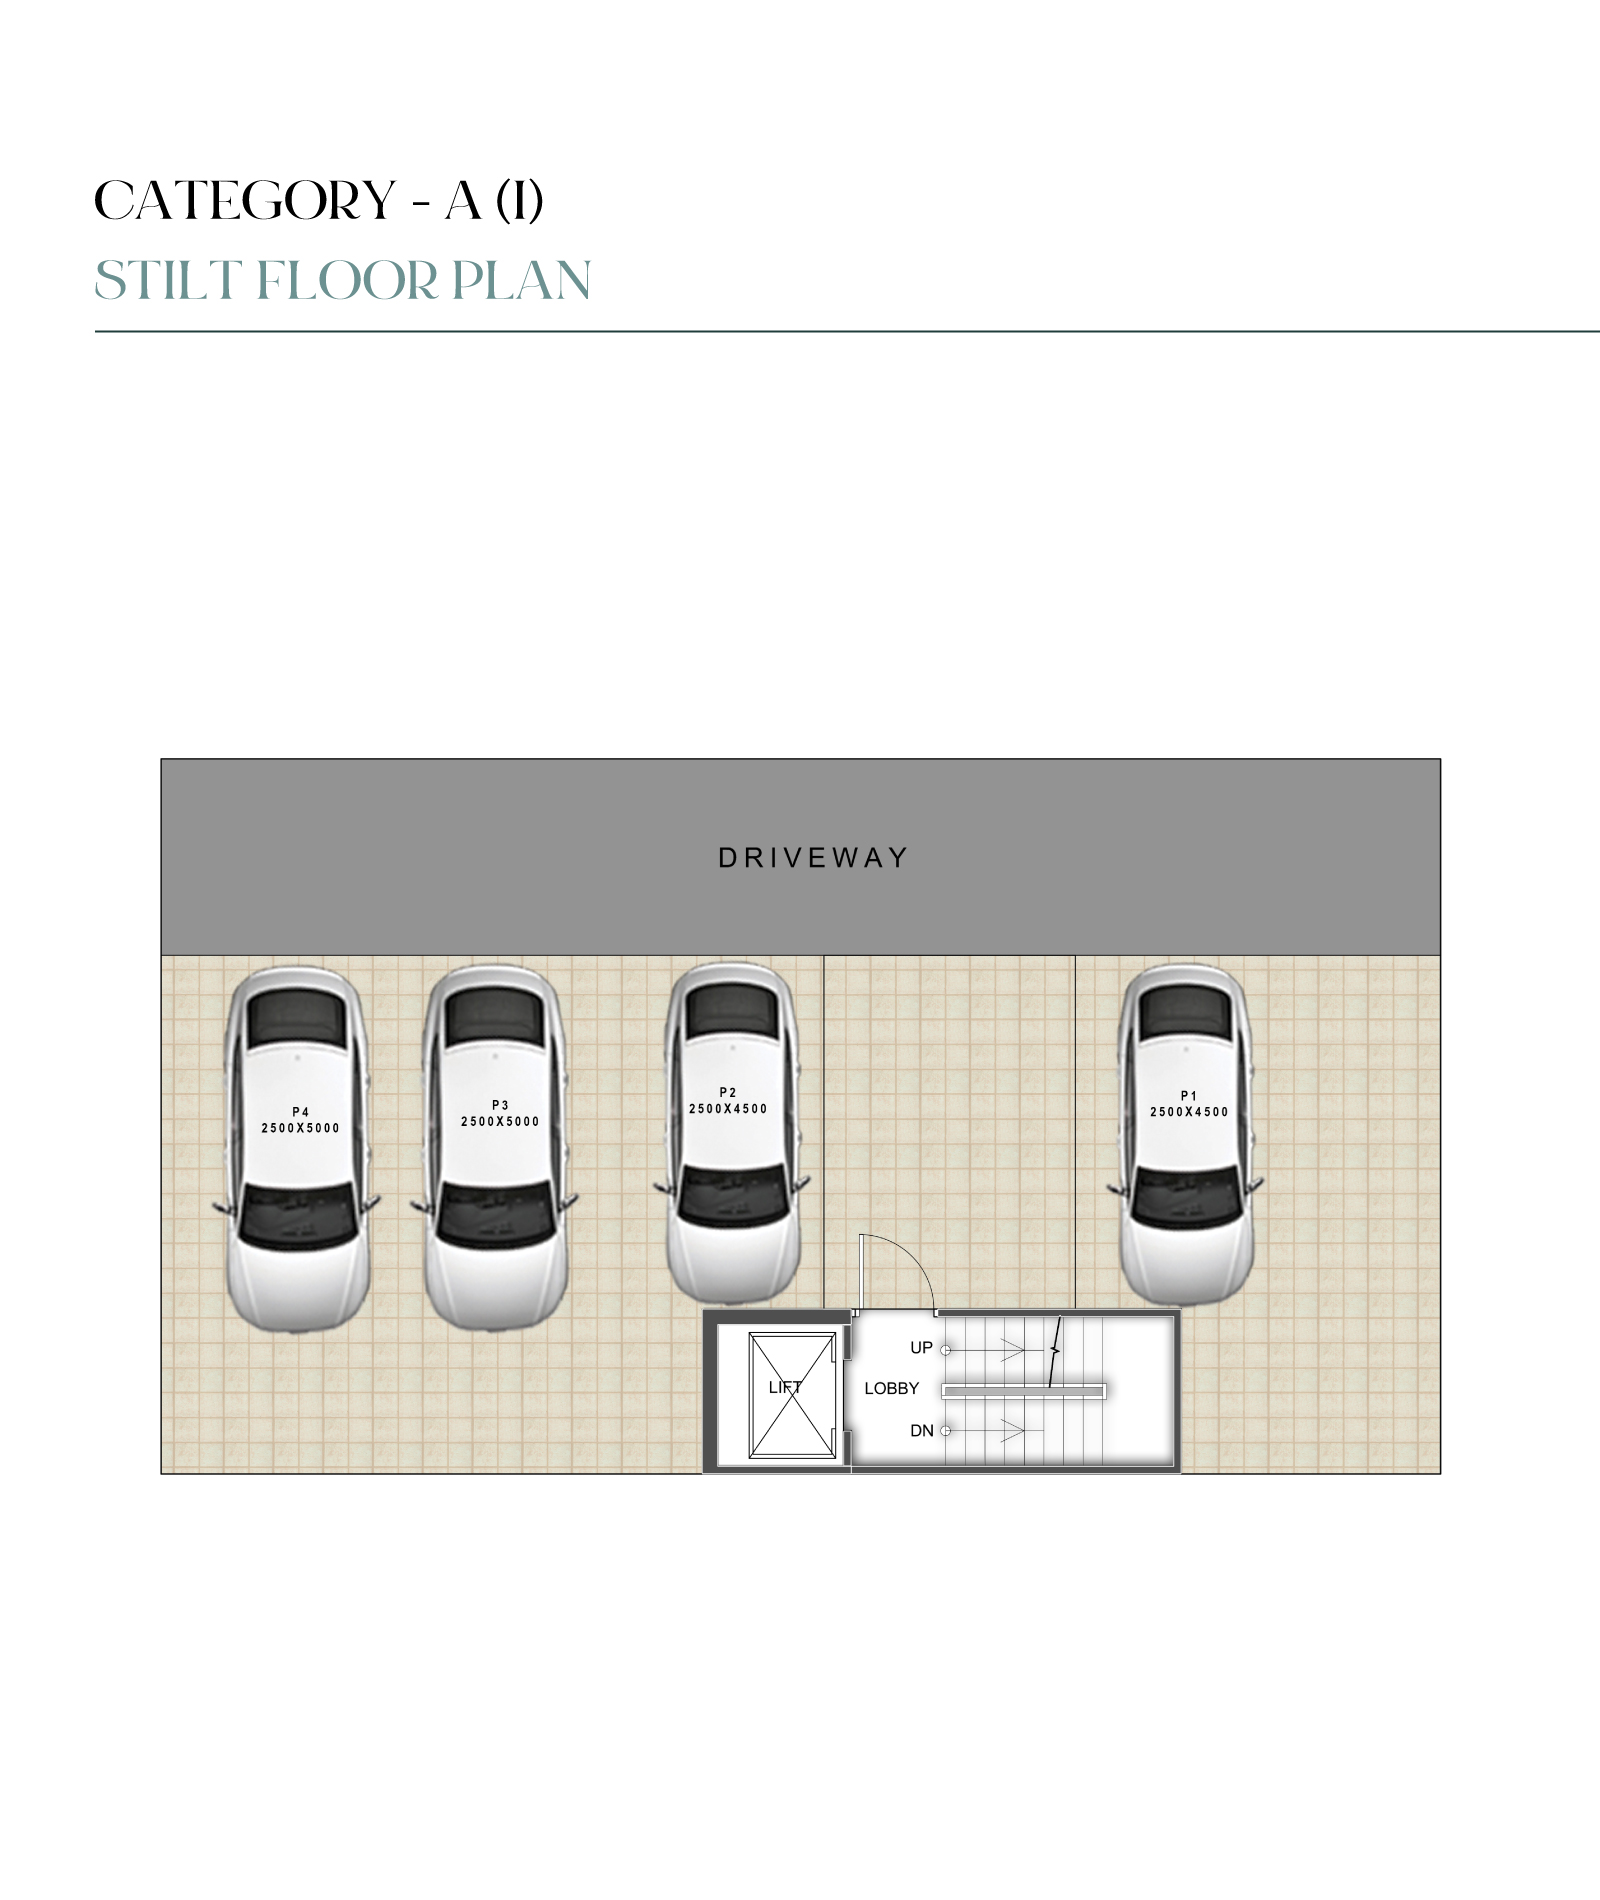 CATEGORY - A (I)
STILT FLOOR PLAN
DRIVEWAY
P4
2500X5000
P3
2500X5000
P2
2500X4500
P1
2500X4500
LIFT
UP
LOBBY
DN